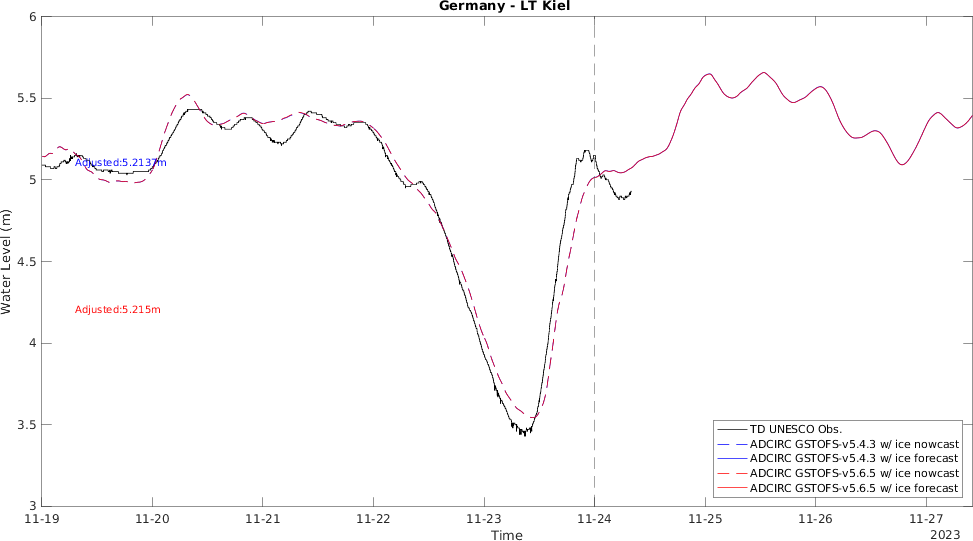 Germany - LT Kiel
6
5.5
5
4.5
4
3.5
3
Water Level (m)
Adjusted:5.2137m
Adjusted:5.215m
TD UNESCO Obs.
ADCIRC GSTOFS-v5.4.3 w/ ice nowcast
ADCIRC GSTOFS-v5.4.3 w/ ice forecast
ADCIRC GSTOFS-v5.6.5 w/ ice nowcast
ADCIRC GSTOFS-v5.6.5 w/ ice forecast
11-19 11-20 11-21 11-22 11-23 11-24 11-25 11-26 11-27
Time
2023